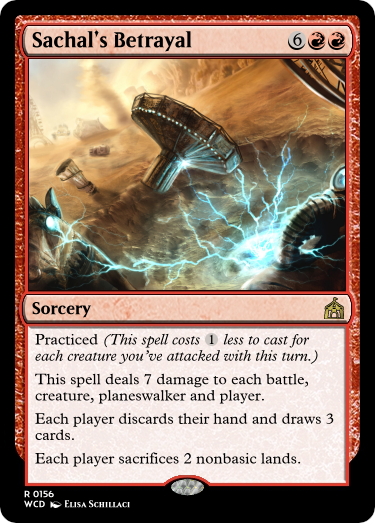 Sachal's Betrayal 6
Sorcery
Practiced (This spell costs 1 less to cast for
each creature you've attacked with this turn.)
This spell deals 7 damage to each battle,
creature, planeswalker and player.
Each player discards their hand and draws 3
cards.
Each player sacrifices 2 nonbasic lands.
R 0156
WCD Elisa Schillaci